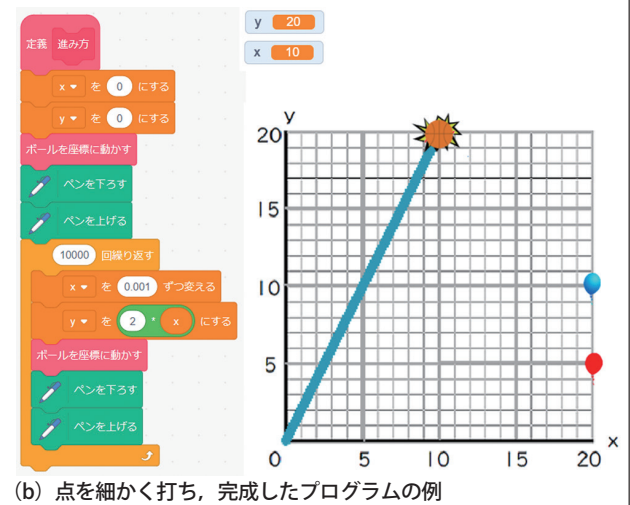 定義 進み方
x を 0 にする
y を 0 にする
ボールを座標に動かす
ペンを下ろす
ペンを上げる
10000 回繰り返す
x を 0.001 ずつ変える
y を 2 * x にする
ボールを座標に動かす
ペンを下ろす
ペンを上げる
y 20
x 10
y
20
15
10
5
0 5 10 15 20 x
(b) 点を細かく打ち，完成したプログラムの例